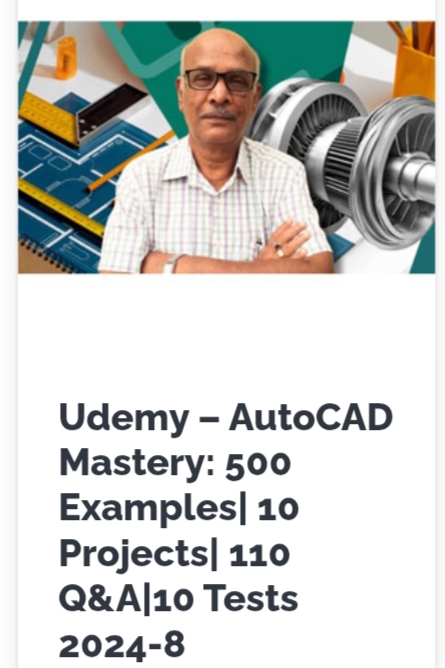 Udemy – AutoCAD
Mastery: 500
Examples| 10
Projects| 110
Q&A|10 Tests
2024-8